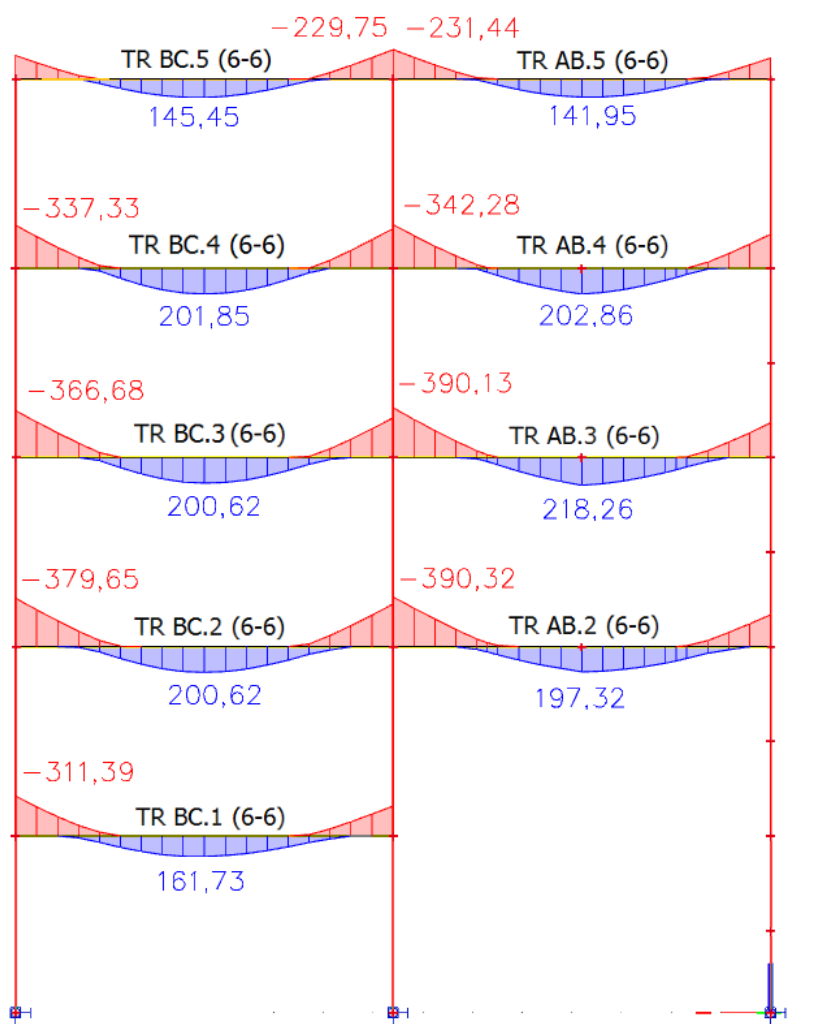 -229,75 -231,44
TR BC.5 (6-6) TR AB.5 (6-6)
145,45 141,95
-337,33 -342,28
TR BC.4 (6-6) TR AB.4 (6-6)
201,85 202,86
-366,68 -390,13
TR BC.3 (6-6) TR AB.3 (6-6)
200,62 218,26
-379,65 -390,32
TR BC.2 (6-6) TR AB.2 (6-6)
200,62 197,32
-311,39
TR BC.1 (6-6)
161,73